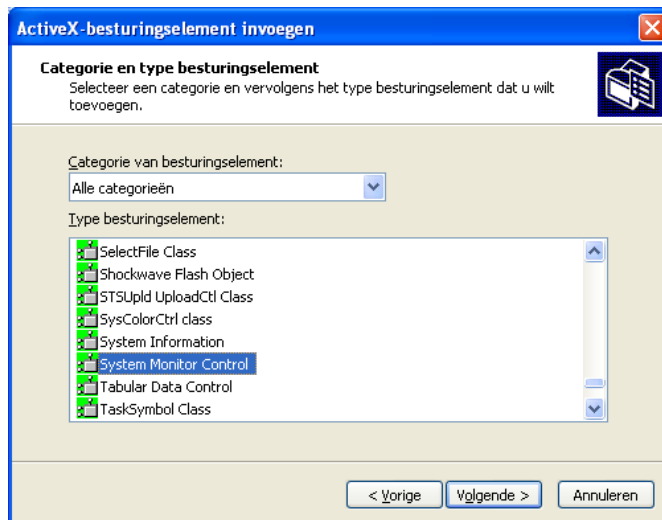 ActiveX-besturingselement invoegen
Categorie en type besturingselement
Selecteer een categorie en vervolgens het type besturingselement dat u wilt
toevoegen.
Categorie van besturingselement:
Alle categorieën
Type besturingselement:
SelectFile Class
Shockwave Flash Object
STSUpld UploadCtl Class
SysColorCtrl class
System Information
System Monitor Control
Tabular Data Control
TaskSymbol Class
< Vorige
Volgende >
Annuleren